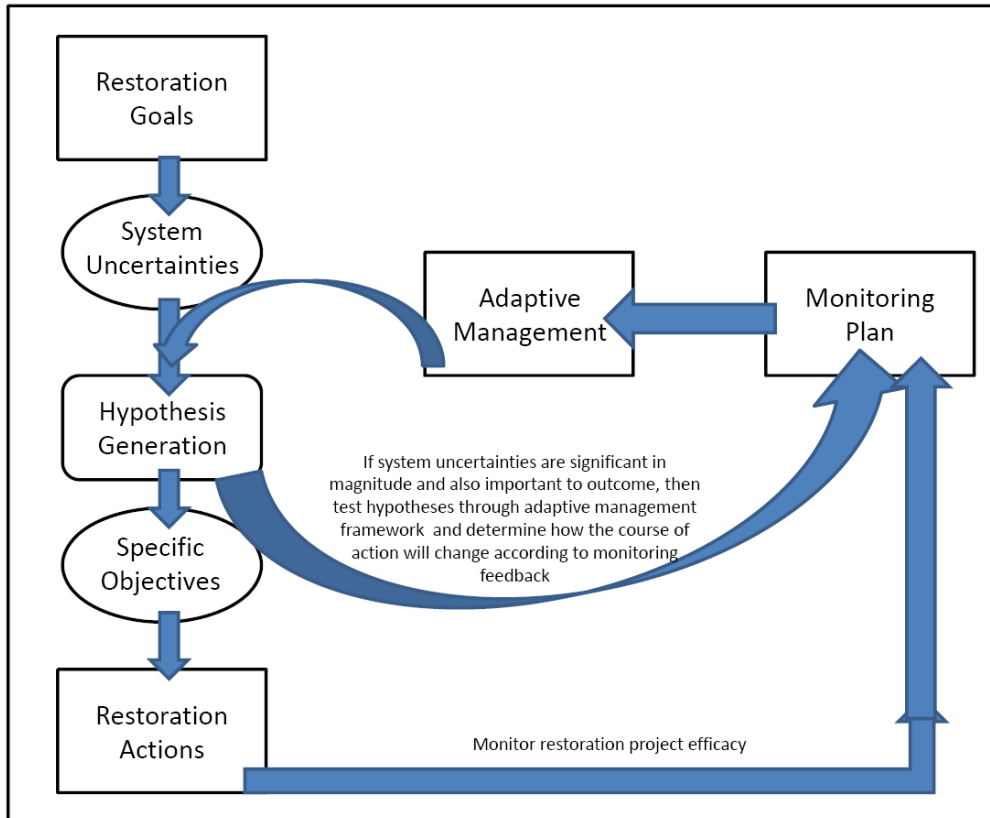 Restoration
Goals
System
Uncertainties
Adaptive
Management
Monitoring
Plan
Hypothesis
Generation
If system uncertainties are significant in
magnitude and also important to outcome, then
test hypotheses through adaptive management
framework and determine how the course of
action will change according to monitoring
feedback
Specific
Objectives
Restoration
Actions
Monitor restoration project efficacy